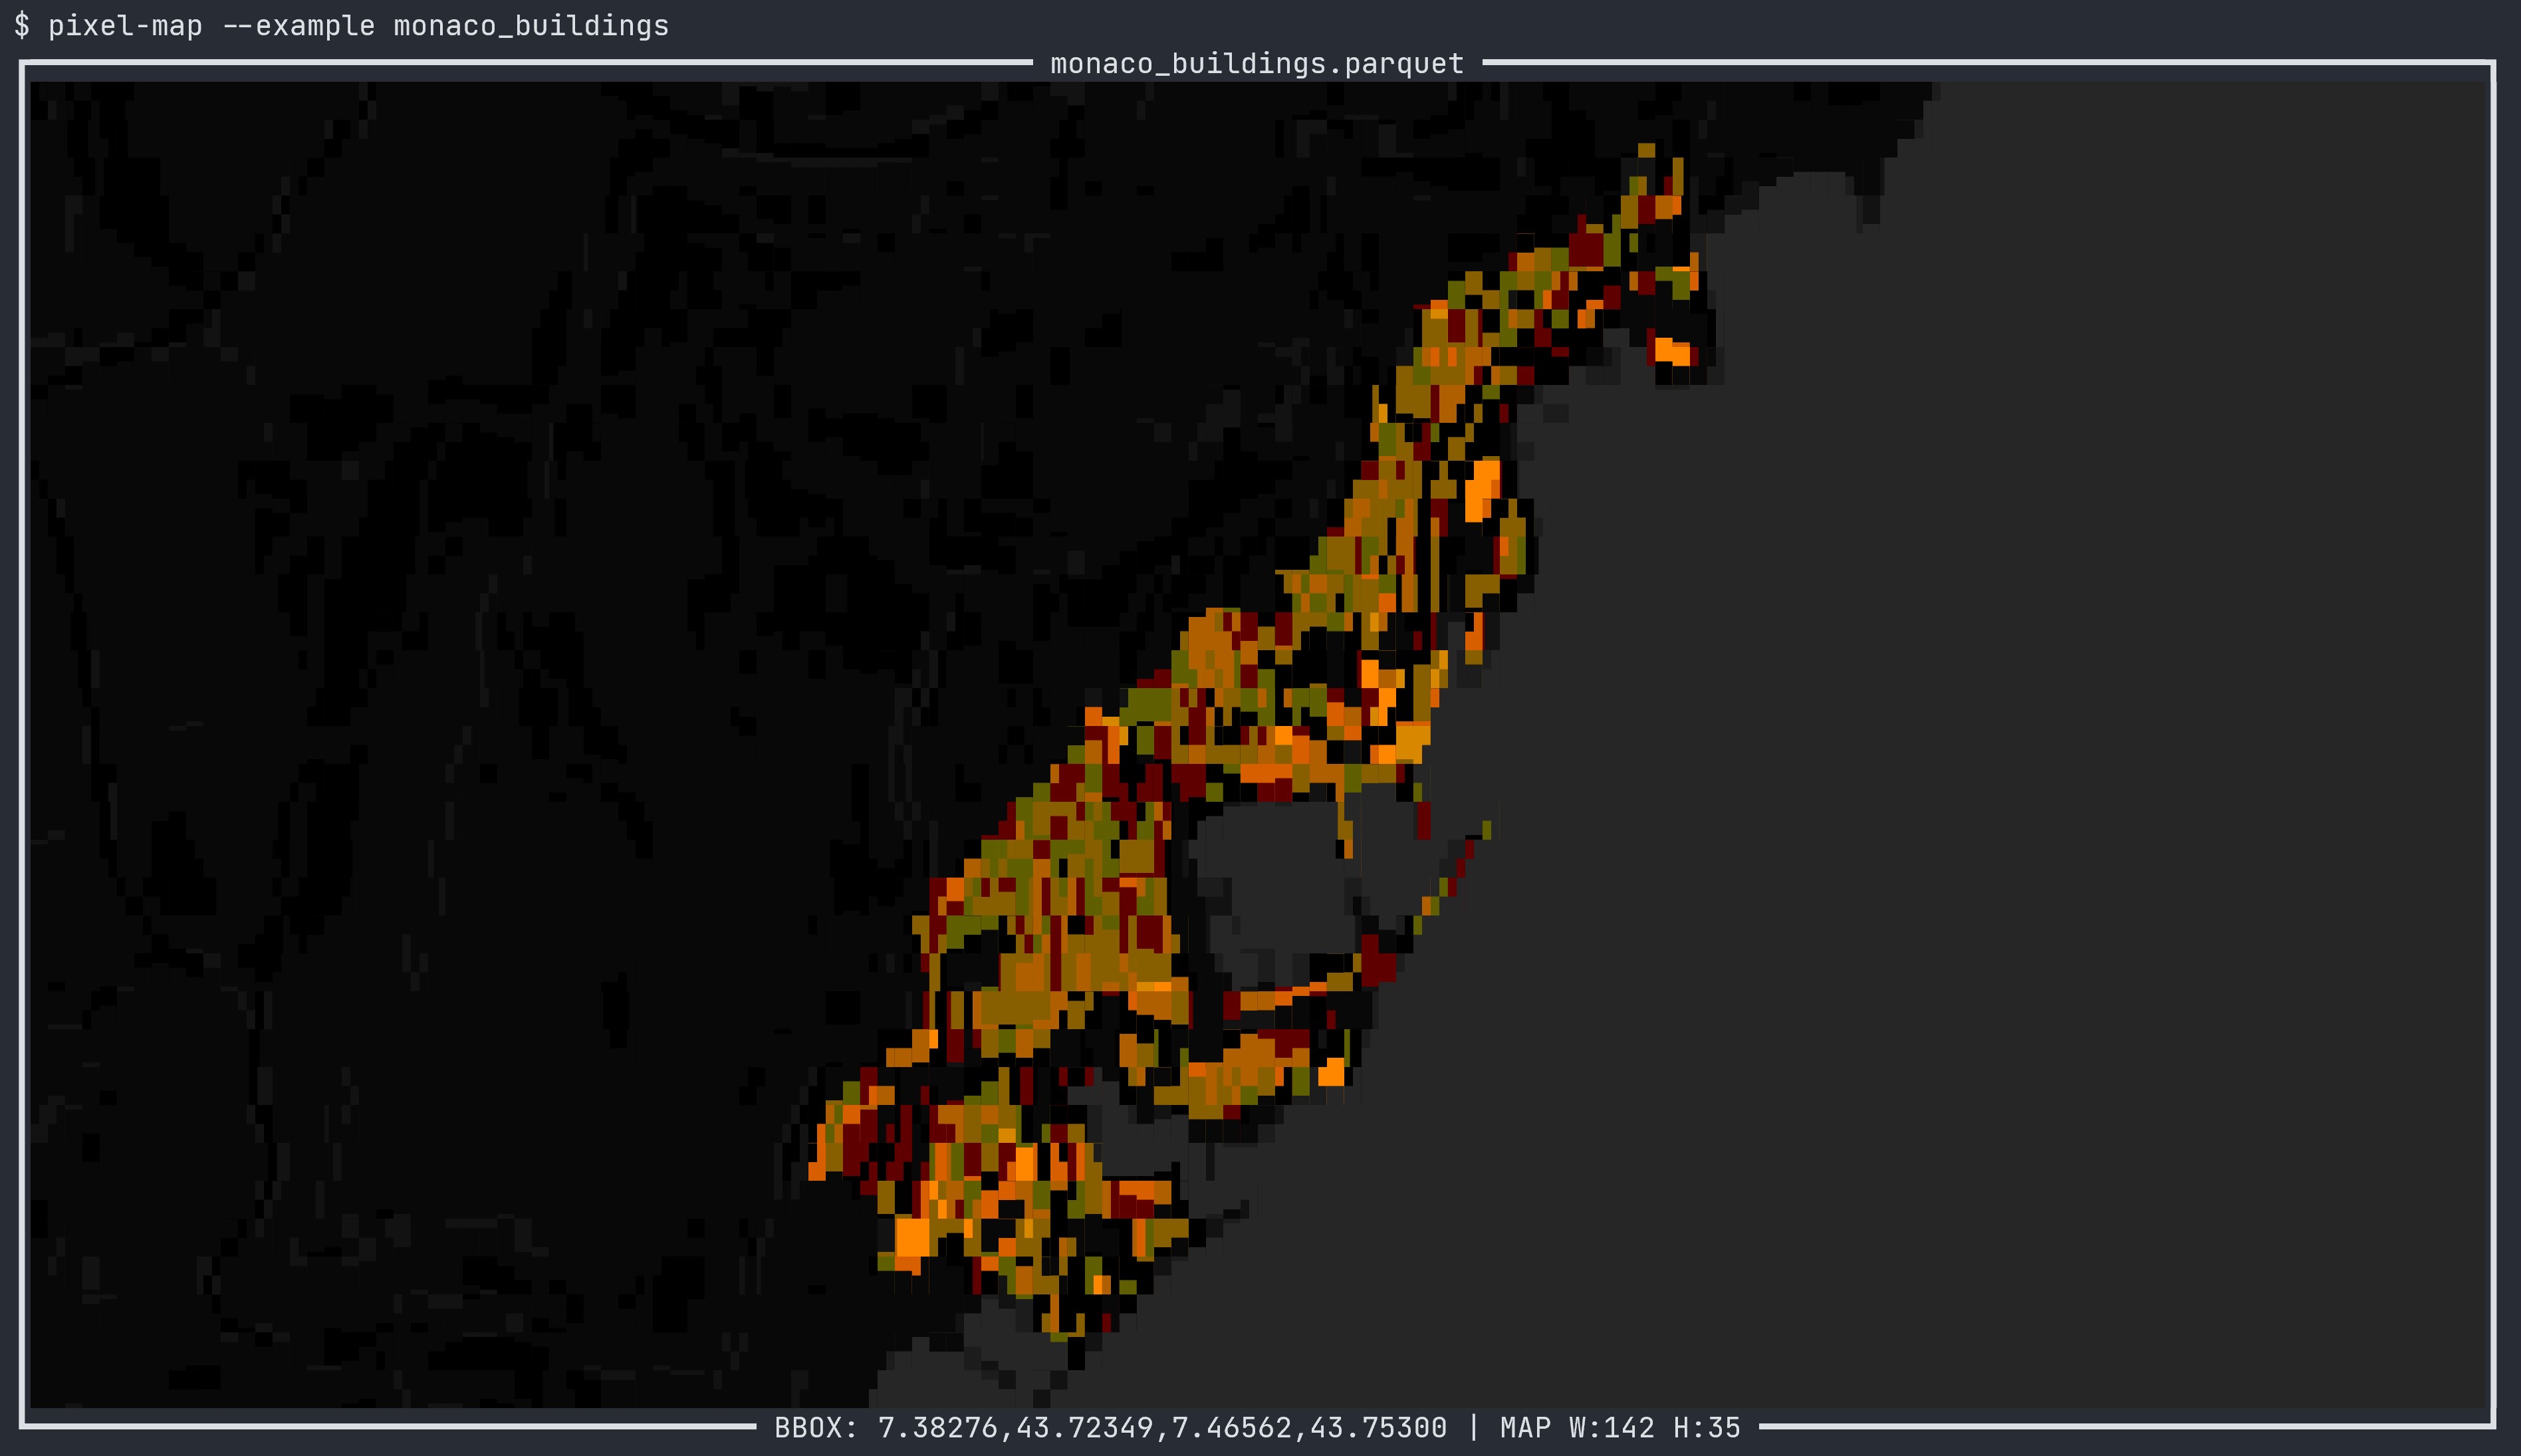 $ pixel-map --example monaco_buildings
monaco_buildings.parquet
BBOX: 7.38276,43.72349,7.46562,43.75300 | MAP W:142 H:35